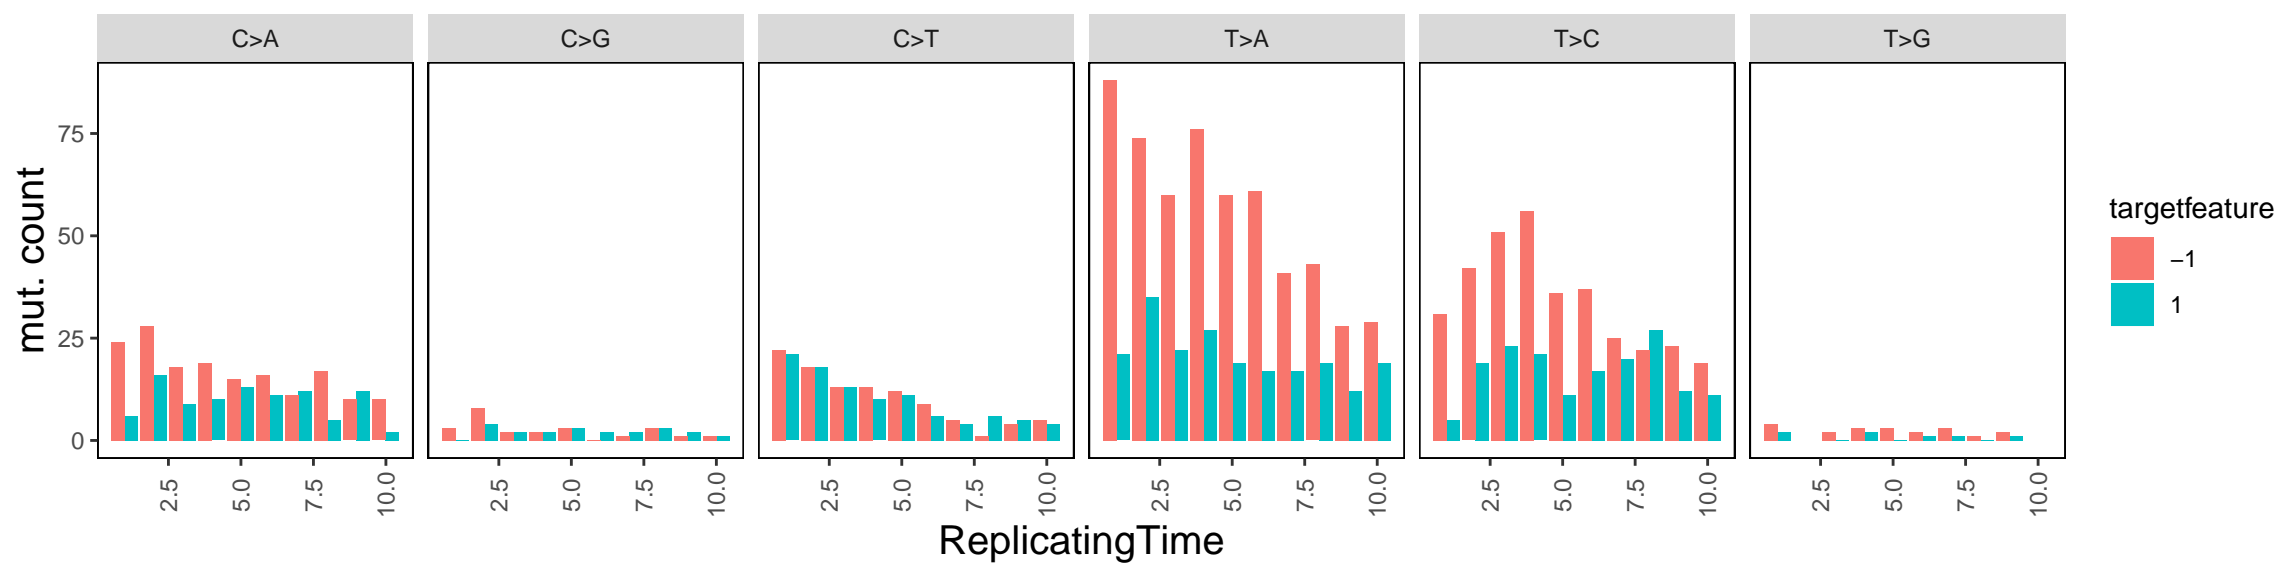 C>A C>G C>T T>A T>C T>G
mut. count
75
50
25
0
2.5 5.0 7.5 10.0 2.5 5.0 7.5 10.0 2.5 5.0 7.5 10.0 2.5 5.0 7.5 10.0 2.5 5.0 7.5 10.0 2.5 5.0 7.5 10.0
ReplicatingTime
targetfeature
−1
1